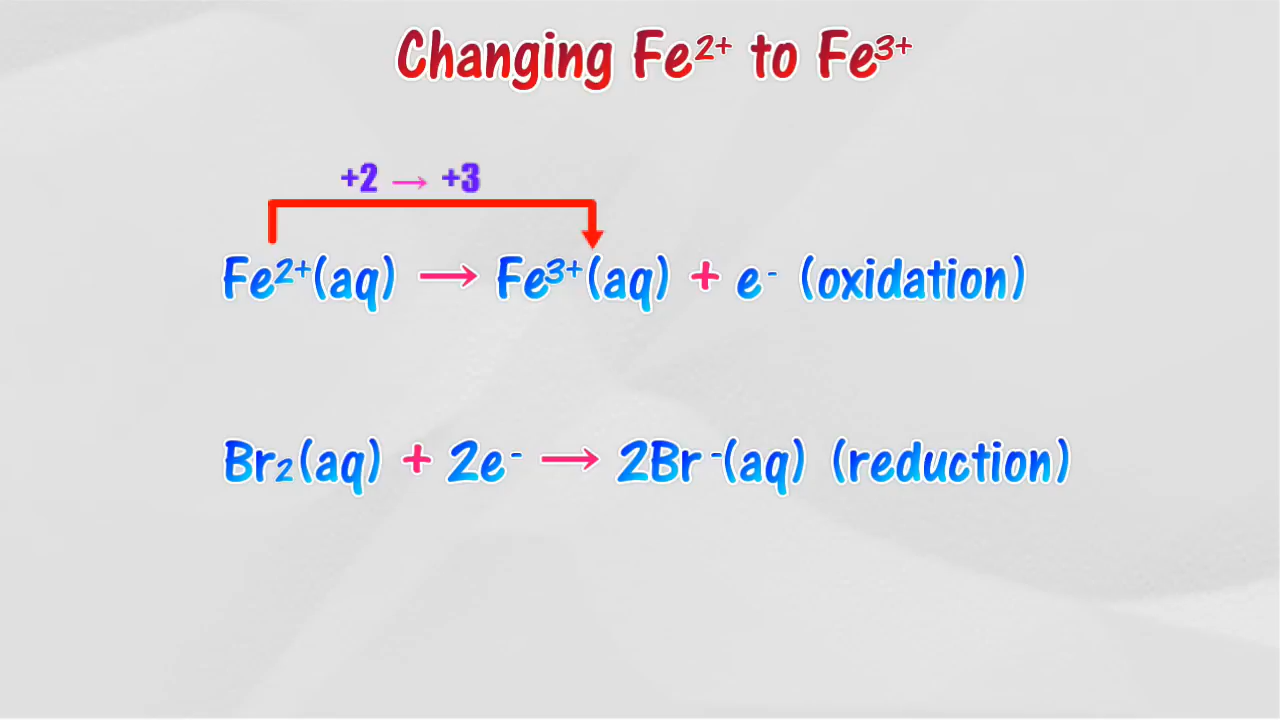 Changing Fe²⁺ to Fe³⁺
+2 → +3
Fe²⁺(aq) → Fe³⁺(aq) + e⁻ (oxidation)
Br₂(aq) + 2e⁻ → 2Br⁻(aq) (reduction)